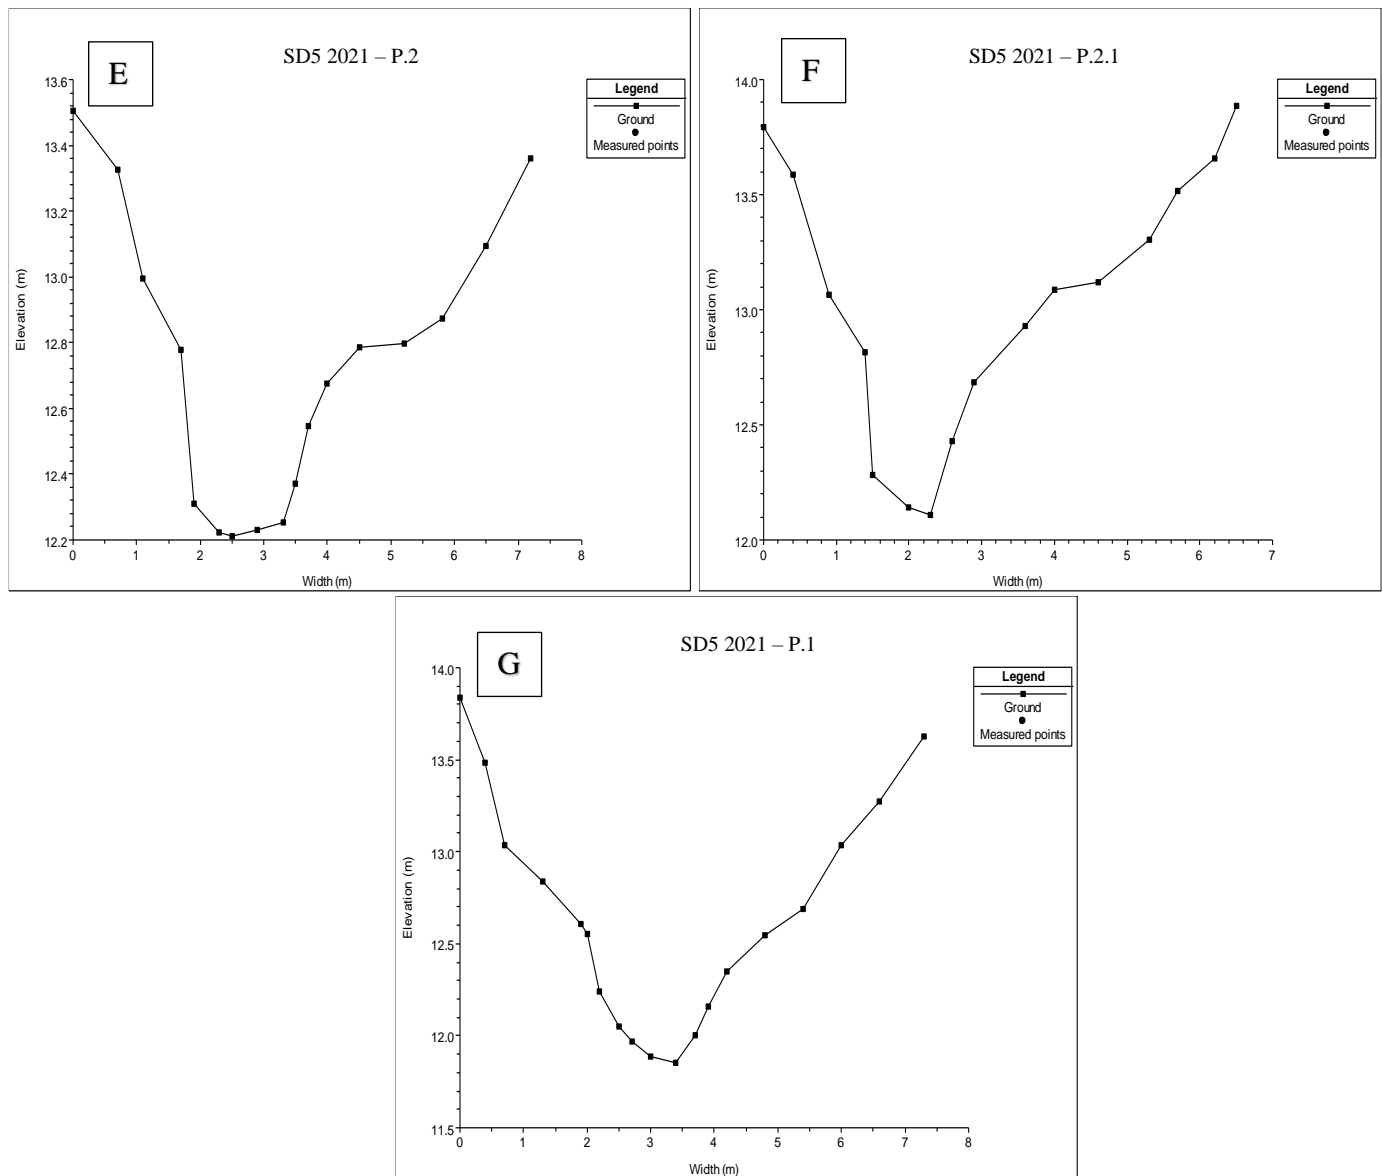 E
SD5 2021 – P.2
13.6
13.4
13.2
13.0
12.8
12.6
12.4
12.2
Elevation (m)
0 1 2 3 4 5 6 7 8
Width (m)
Legend
Ground
Measured points
F
SD5 2021 – P.2.1
14.0
13.5
13.0
12.5
12.0
Elevation (m)
0 1 2 3 4 5 6 7
Width (m)
Legend
Ground
Measured points
G
SD5 2021 – P.1
14.0
13.5
13.0
12.5
12.0
11.5
Elevation (m)
0 1 2 3 4 5 6 7 8
Width (m)
Legend
Ground
Measured points